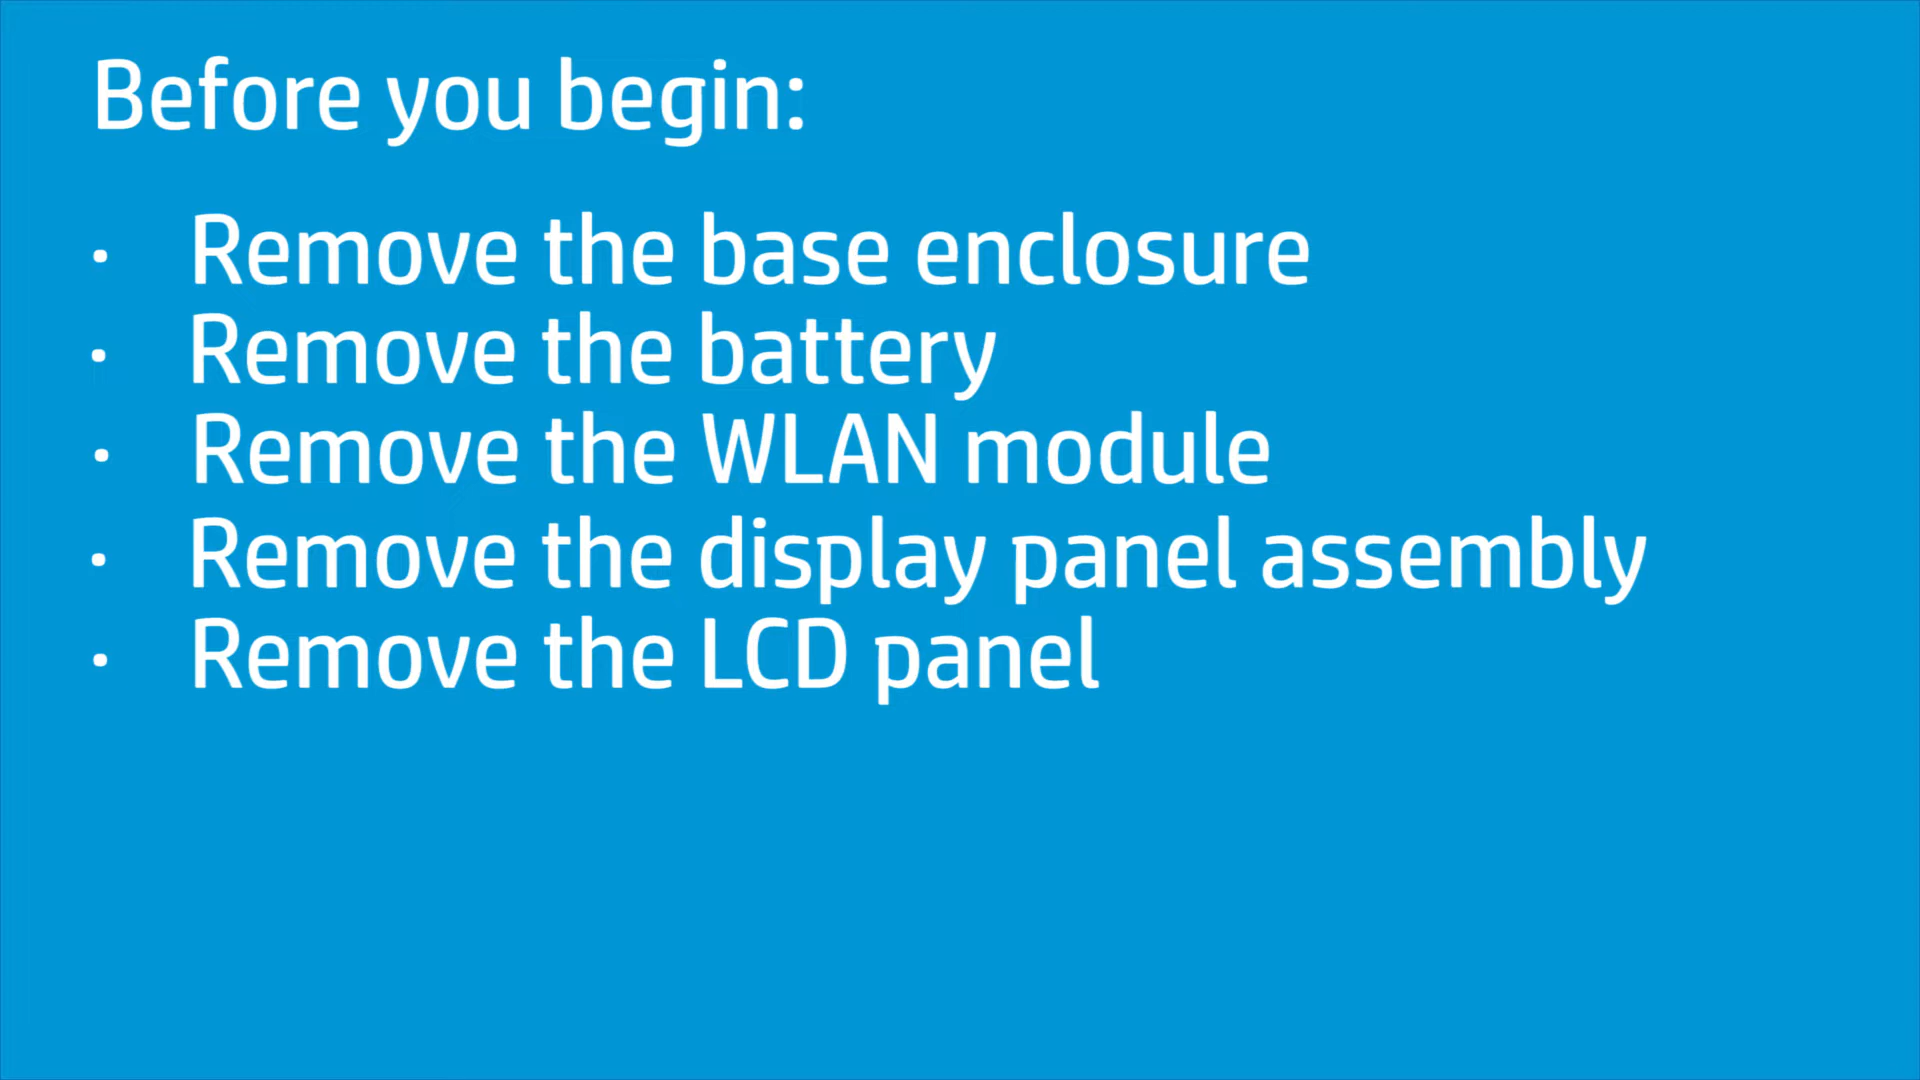 Before you begin:
· Remove the base enclosure
· Remove the battery
· Remove the WLAN module
· Remove the display panel assembly
· Remove the LCD panel